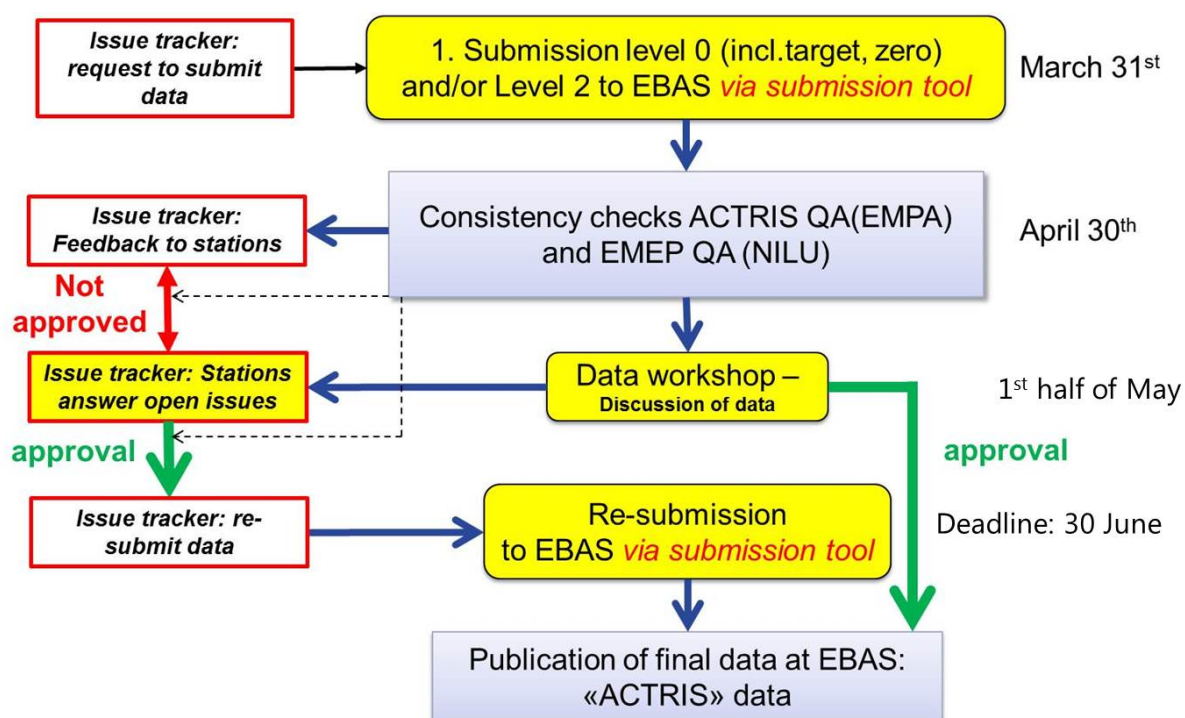 Issue tracker:
request to submit
data
1. Submission level 0 (incl.target, zero)
and/or Level 2 to EBAS via submission tool
March 31st
Issue tracker:
Feedback to stations
Consistency checks ACTRIS QA(EMPA)
and EMEP QA (NILU)
April 30th
Not
approved
Issue tracker: Stations
answer open issues
Data workshop –
Discussion of data
1st half of May
approval
approval
Issue tracker: re-
submit data
Re-submission
to EBAS via submission tool
Deadline: 30 June
Publication of final data at EBAS:
«ACTRIS» data